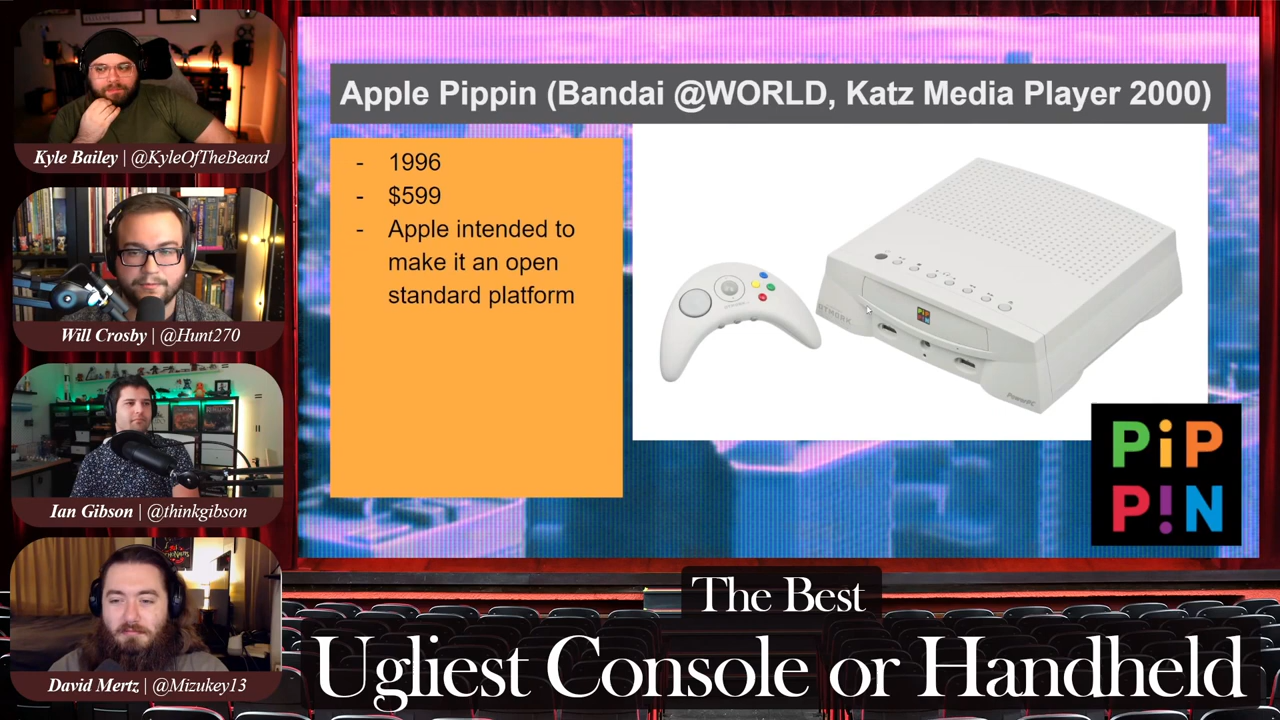 Kyle Bailey | @KyleOfTheBeard
Will Crosby | @Hunt270
Ian Gibson | @thinkgibson
David Mertz | @Mizukey13
Apple Pippin (Bandai @WORLD, Katz Media Player 2000)
- 1996
- $599
- Apple intended to
make it an open
standard platform
PowerPC
PiP
P!N
The Best
Ugliest Console or Handheld